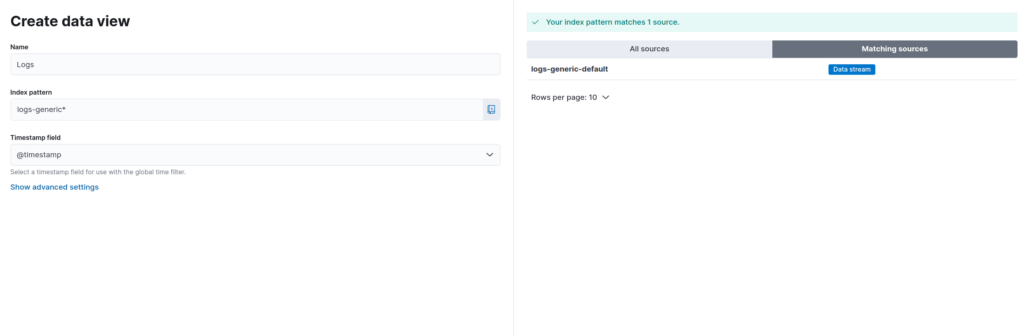 Create data view
Name
Logs
Index pattern
logs-generic*
Timestamp field
@timestamp
Select a timestamp field for use with the global time filter.
Show advanced settings
Your index pattern matches 1 source.
All sources
Matching sources
logs-generic-default
Data stream
Rows per page: 10